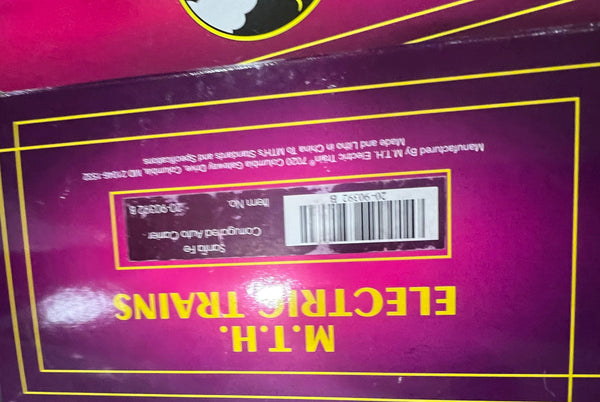 M.T.H.
ELECTRIC TRAINS
Santa Fe
Corrugated Auto Carrier
Item No. 20-90392 B
20-90392 B
Manufactured By M.T.H. Electric Train® 7020 Columbia Gateway Drive, Columbia, MD 21046-1532
Made and Litho in China To MTH's Standards and Specifications